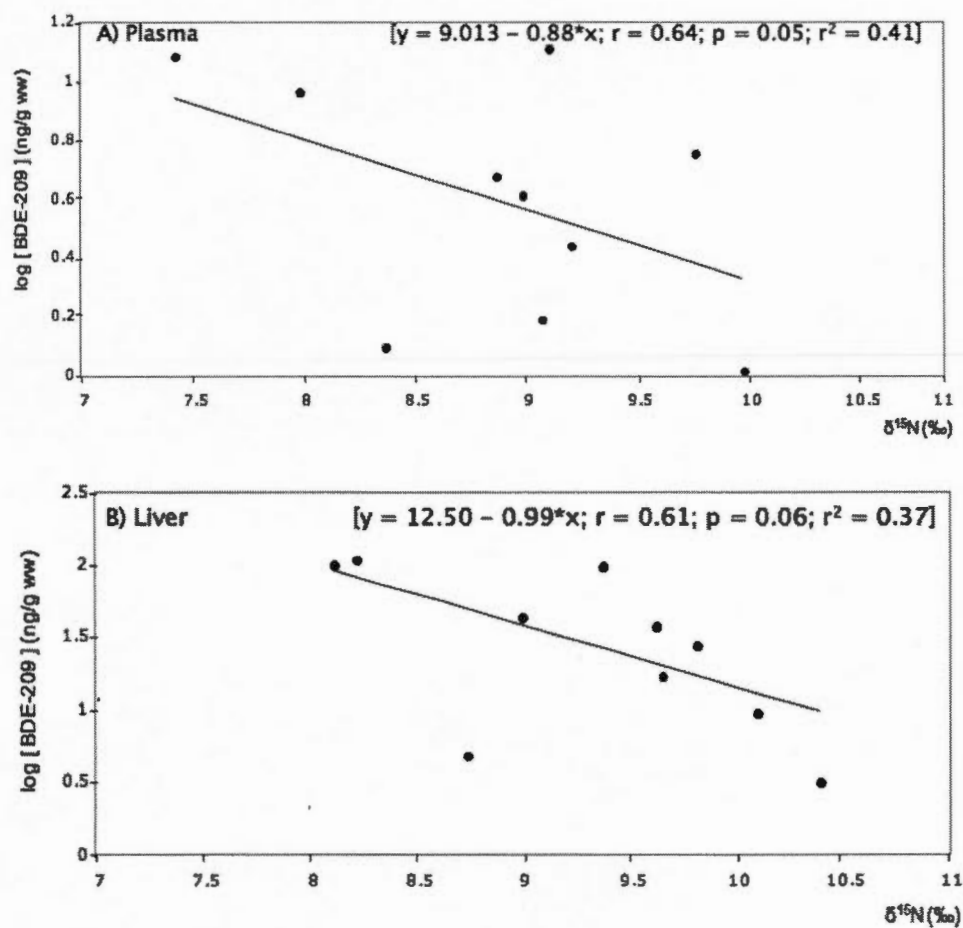 A) Plasma [y = 9.013 – 0.88*x; r = 0.64; p = 0.05; r² = 0.41]
log [ BDE-209 ] (ng/g ww)
1.2
1
0.8
0.6
0.4
0.2
0
7 7.5 8 8.5 9 9.5 10 10.5 11
δ¹⁵N(‰)
B) Liver [y = 12.50 – 0.99*x; r = 0.61; p = 0.06; r² = 0.37]
log [ BDE-209 ] (ng/g ww)
2.5
2
1.5
1
0.5
0
7 7.5 8 8.5 9 9.5 10 10.5 11
δ¹⁵N(‰)